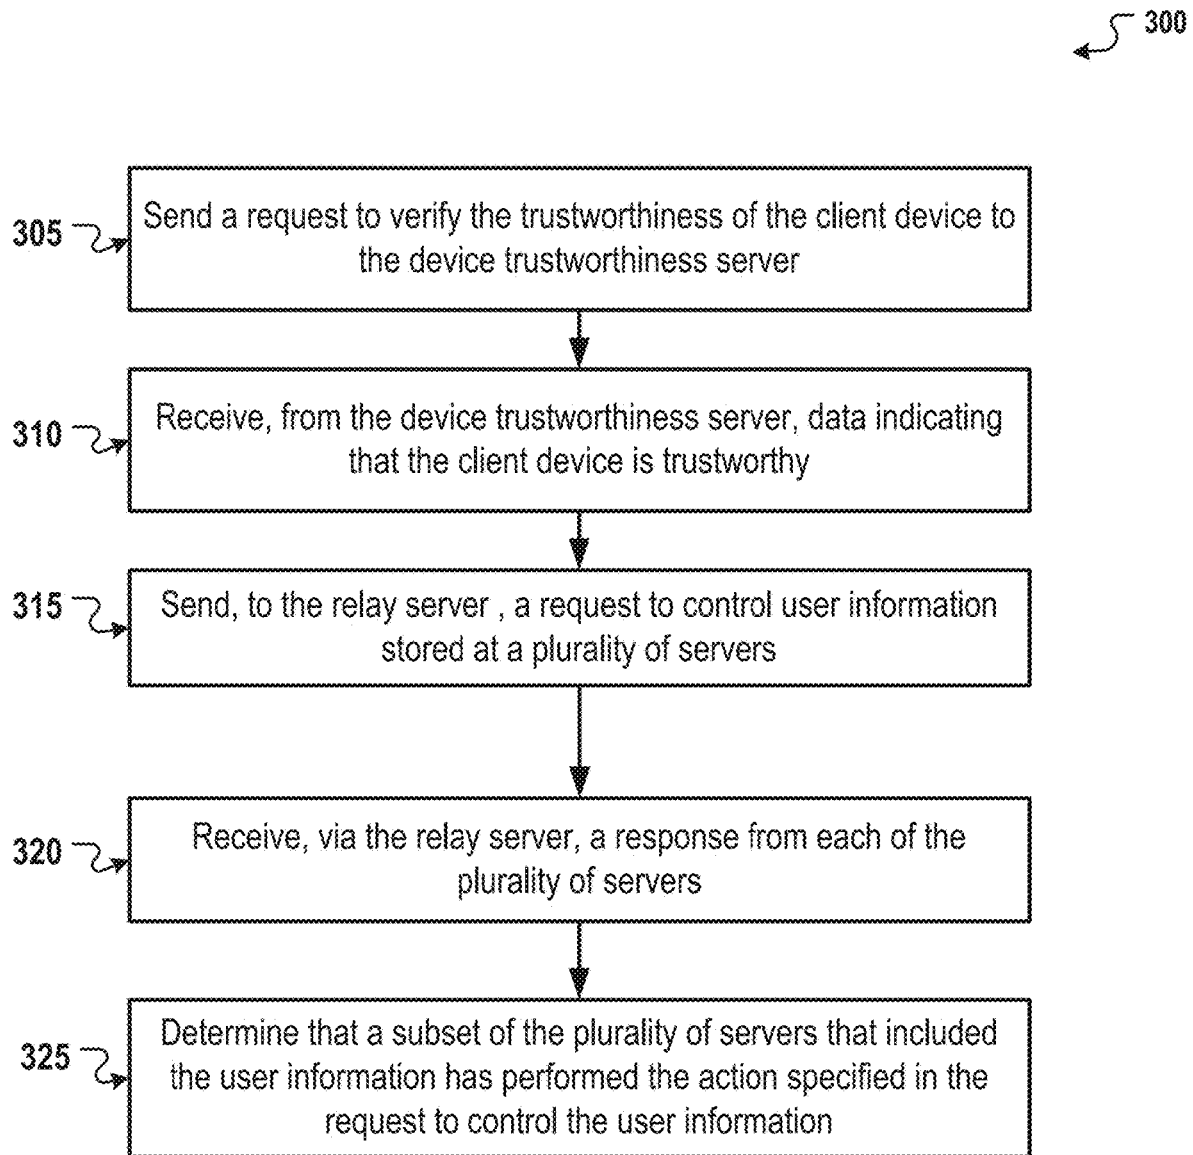 300
305
Send a request to verify the trustworthiness of the client device to
the device trustworthiness server
310
Receive, from the device trustworthiness server, data indicating
that the client device is trustworthy
315
Send, to the relay server , a request to control user information
stored at a plurality of servers
320
Receive, via the relay server, a response from each of the
plurality of servers
325
Determine that a subset of the plurality of servers that included
the user information has performed the action specified in the
request to control the user information